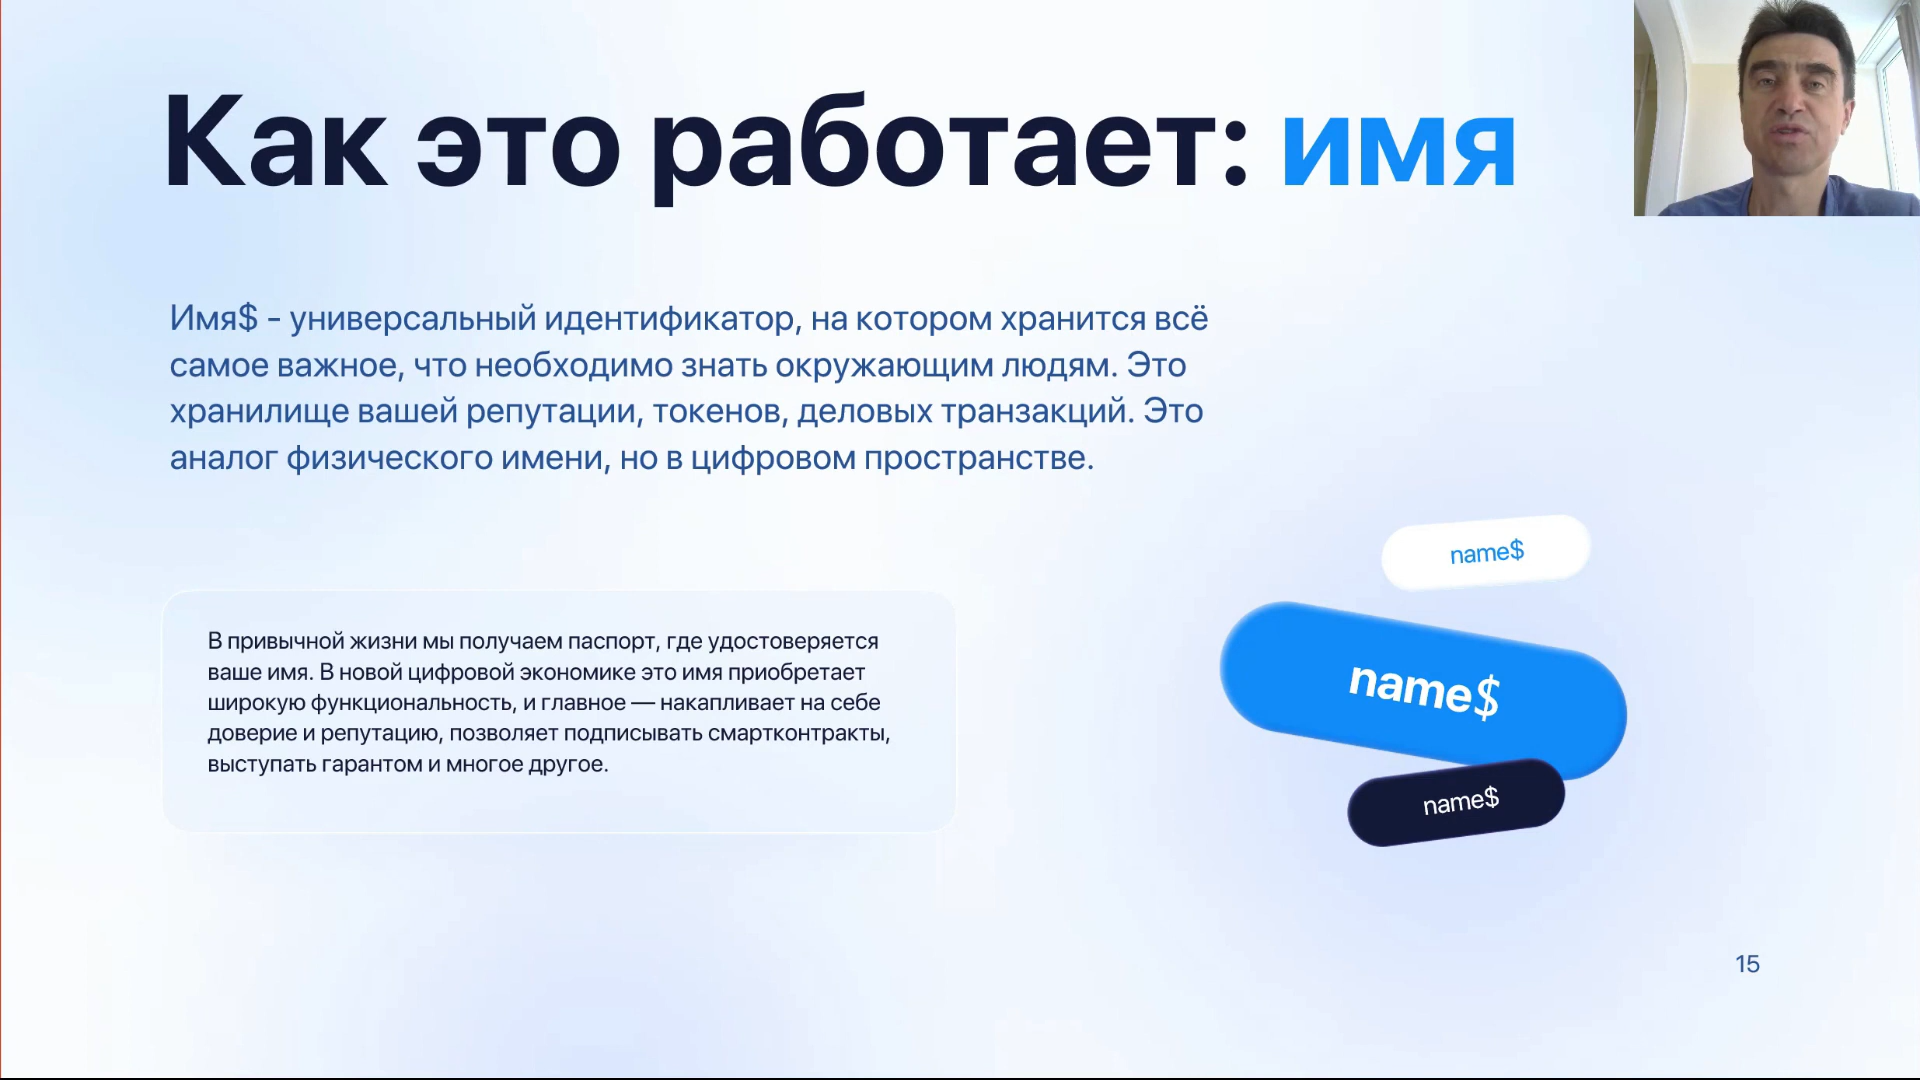 Как это работает: имя
Имя$ - универсальный идентификатор, на котором хранится всё
самое важное, что необходимо знать окружающим людям. Это
хранилище вашей репутации, токенов, деловых транзакций. Это
аналог физического имени, но в цифровом пространстве.
В привычной жизни мы получаем паспорт, где удостоверяется
ваше имя. В новой цифровой экономике это имя приобретает
широкую функциональность, и главное — накапливает на себе
доверие и репутацию, позволяет подписывать смартконтракты,
выступать гарантом и многое другое.
name$
name$
name$
15